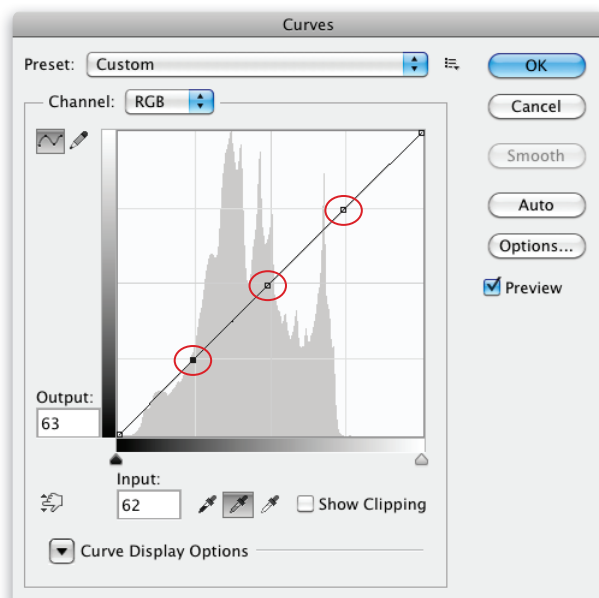 Curves
Preset: Custom
OK
Channel: RGB
Cancel
Smooth
Auto
Options...
Preview
Output:
63
Input:
62
Show Clipping
Curve Display Options